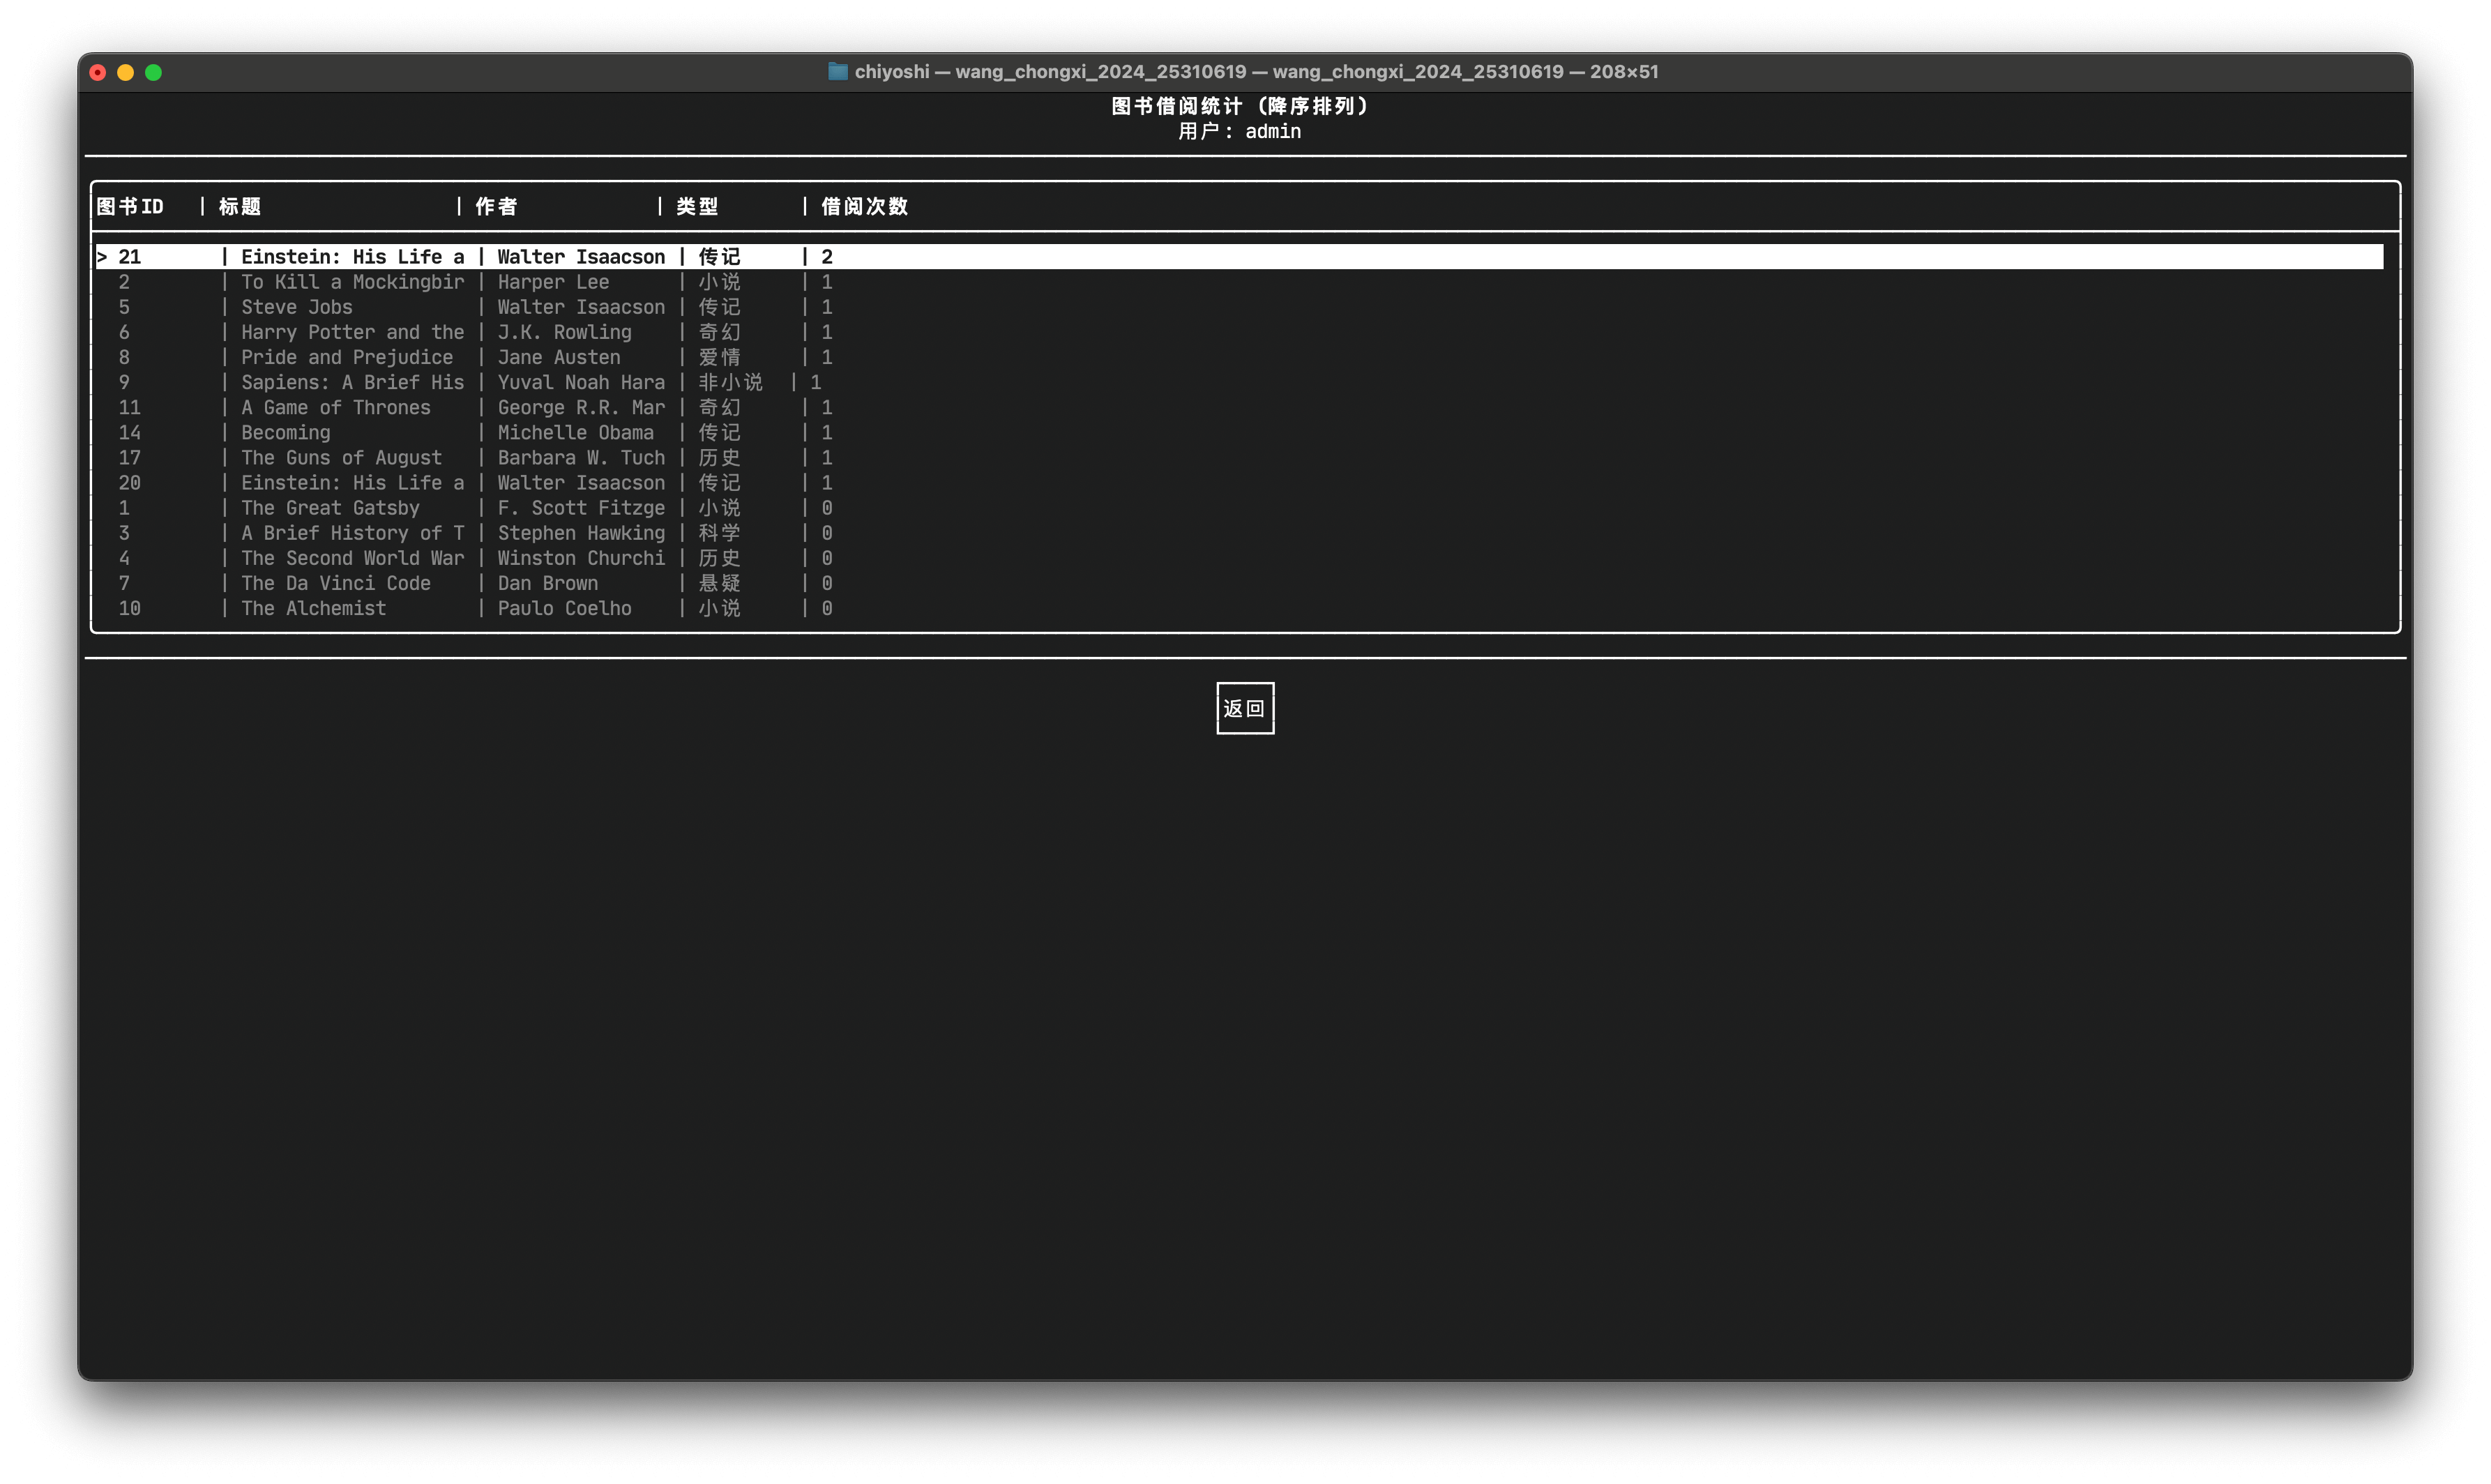 chiyoshi — wang_chongxi_2024_25310619 — wang_chongxi_2024_25310619 — 208×51
图书借阅统计 (降序排列)
用户: admin
图书ID | 标题 | 作者 | 类型 | 借阅次数
> 21 | Einstein: His Life a | Walter Isaacson | 传记 | 2
2 | To Kill a Mockingbir | Harper Lee | 小说 | 1
5 | Steve Jobs | Walter Isaacson | 传记 | 1
6 | Harry Potter and the | J.K. Rowling | 奇幻 | 1
8 | Pride and Prejudice | Jane Austen | 爱情 | 1
9 | Sapiens: A Brief His | Yuval Noah Hara | 非小说 | 1
11 | A Game of Thrones | George R.R. Mar | 奇幻 | 1
14 | Becoming | Michelle Obama | 传记 | 1
17 | The Guns of August | Barbara W. Tuch | 历史 | 1
20 | Einstein: His Life a | Walter Isaacson | 传记 | 1
1 | The Great Gatsby | F. Scott Fitzge | 小说 | 0
3 | A Brief History of T | Stephen Hawking | 科学 | 0
4 | The Second World War | Winston Churchi | 历史 | 0
7 | The Da Vinci Code | Dan Brown | 悬疑 | 0
10 | The Alchemist | Paulo Coelho | 小说 | 0
返回